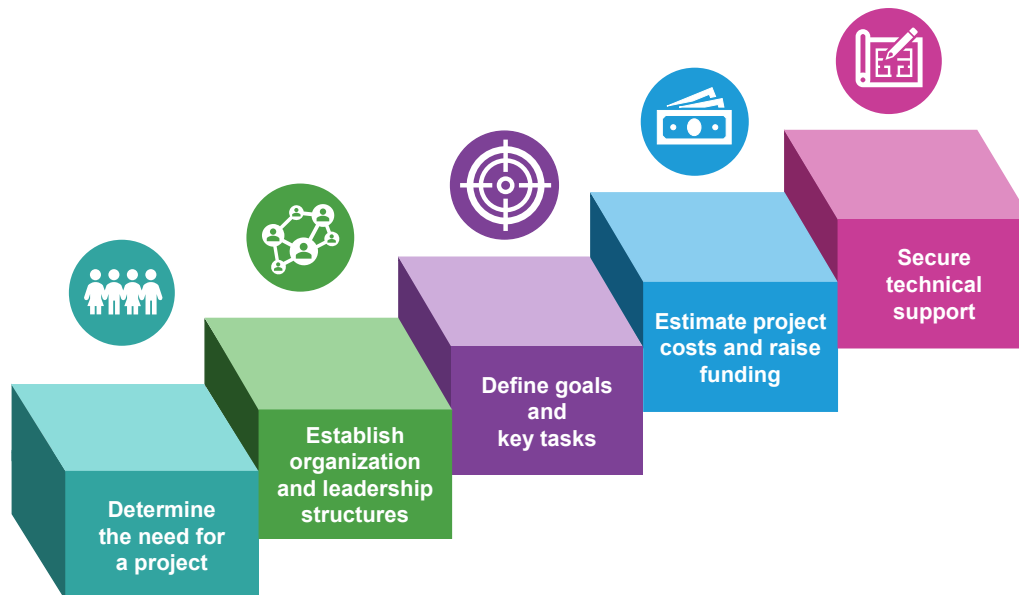 Determine
the need for
a project
Establish
organization
and leadership
structures
Define goals
and
key tasks
Estimate project
costs and raise
funding
Secure
technical
support